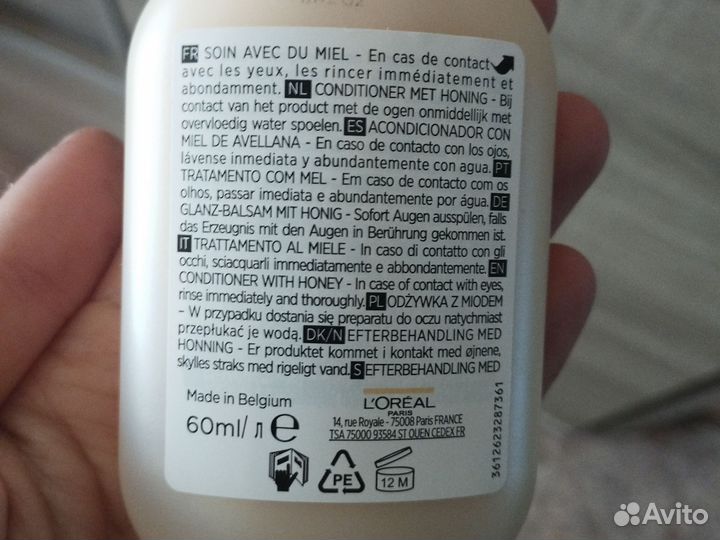 FR SOIN AVEC DU MIEL - En cas de contact
avec les yeux, les rincer immédiatement et
abondamment. NL CONDITIONER MET HONING - Bij
contact van het product met de ogen onmiddellijk met
overvloedig water spoelen. ES ACONDICIONADOR CON
MIEL DE AVELLANA - En caso de contacto con los ojos,
lávense inmediata y abundantemente con agua. PT
TRATAMENTO COM MEL - Em caso de contacto com os
olhos, passar imediata e abundantemente por água. DE
GLANZ-BALSAM MIT HONIG - Sofort Augen ausspülen, falls
das Erzeugnis mit den Augen in Berührung gekommen ist.
IT TRATTAMENTO AL MIELE - In caso di contatto con gli
occhi, sciacquarli immediatamente e abbondantemente. EN
CONDITIONER WITH HONEY - In case of contact with eyes,
rinse immediately and thoroughly. PL ODŻYWKA Z MIODEM
- W przypadku dostania się preparatu do oczu natychmiast
przepłukać je wodą. DK/N EFTERBEHANDLING MED
HONNING - Er produktet kommet i kontakt med øjnene,
skylles straks med rigeligt vand. S EFTERBEHANDLING MED
Made in Belgium
60ml/ л e
L'ORÉAL
PARIS
14, rue Royale - 75008 Paris FRANCE
TSA 75000 93584 ST OUEN CEDEX FR
PE
12 M
3612623287361
Avito